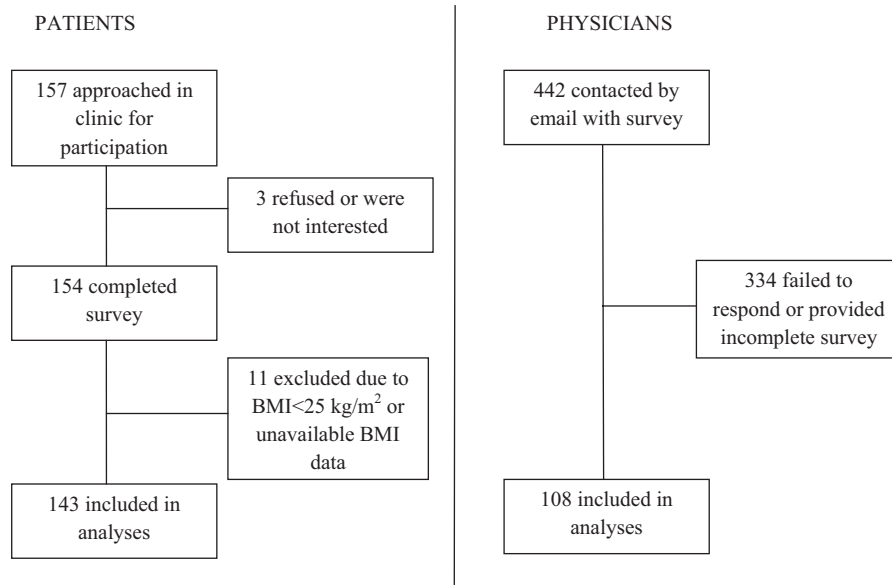 PATIENTS
157 approached in
clinic for
participation
3 refused or were
not interested
154 completed
survey
11 excluded due to
BMI<25 kg/m² or
unavailable BMI
data
143 included in
analyses
PHYSICIANS
442 contacted by
email with survey
334 failed to
respond or provided
incomplete survey
108 included in
analyses